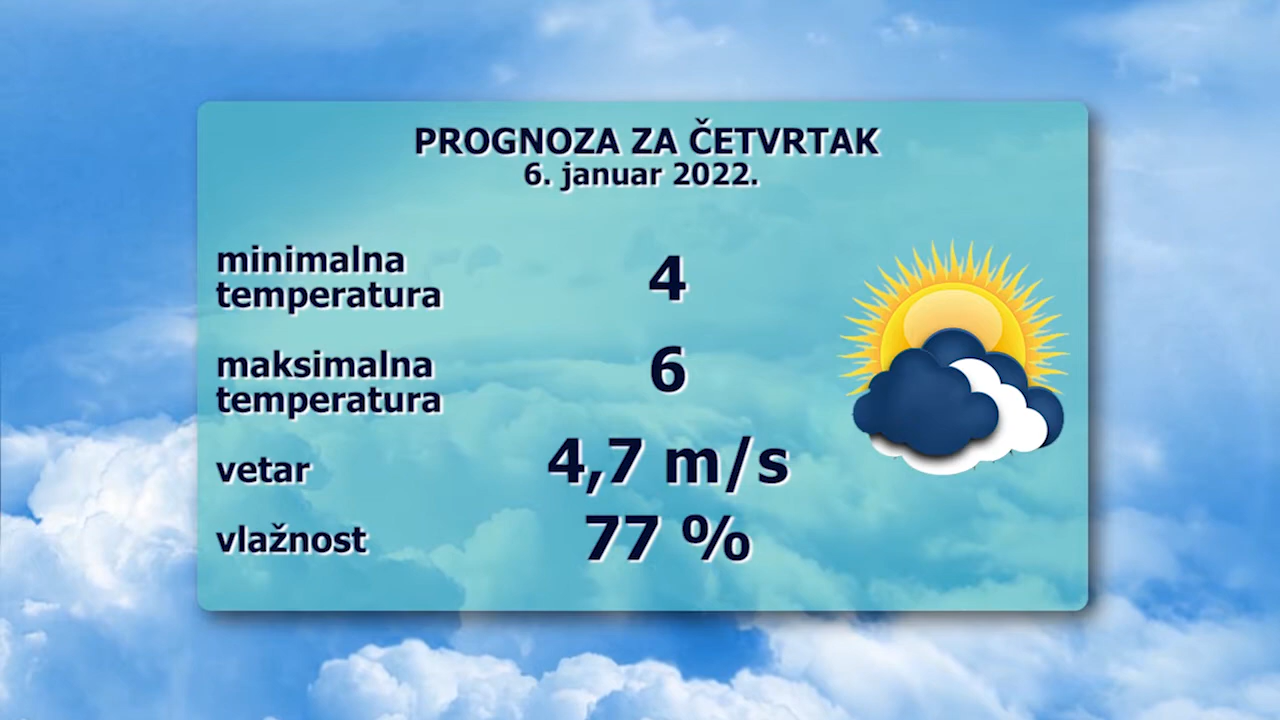 PROGNOZA ZA ČETVRTAK
6. januar 2022.
minimalna
temperatura
4
maksimalna
temperatura
6
vetar
4,7 m/s
vlažnost
77 %